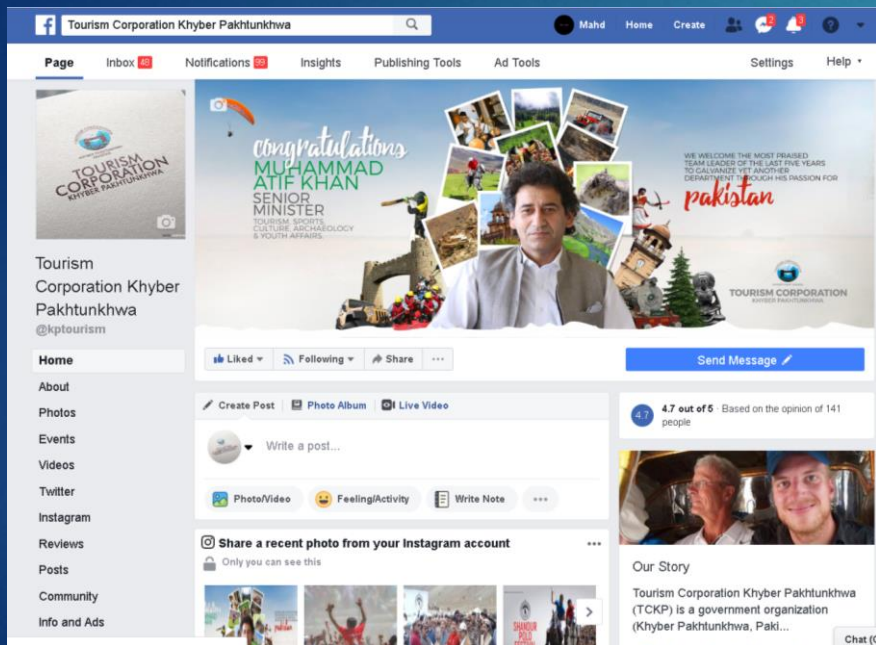 Tourism Corporation Khyber Pakhtunkhwa
Mahd
Home
Create
2
3
Page
Inbox 48
Notifications 99
Insights
Publishing Tools
Ad Tools
Settings
Help
TOURISM
CORPORATION
KHYBER PAKHTUNKHWA
Tourism
Corporation Khyber
Pakhtunkhwa
@kptourism
Home
About
Photos
Events
Videos
Twitter
Instagram
Reviews
Posts
Community
Info and Ads
congratulations
MUHAMMAD
ATIF KHAN
SENIOR
MINISTER
TOURISM, SPORTS,
CULTURE, ARCHAEOLOGY
& YOUTH AFFAIRS.
WE WELCOME THE MOST PRAISED
TEAM LEADER OF THE LAST FIVE YEARS
TO GALVANIZE YET ANOTHER
DEPARTMENT THROUGH HIS PASSION FOR
pakistan
TOURISM CORPORATION
KHYBER PAKHTUNKHWA
Liked
Following
Share
Send Message
Create Post
Photo Album
Live Video
Write a post...
Photo/Video
Feeling/Activity
Write Note
Share a recent photo from your Instagram account
Only you can see this
pakistan
SHANDUR
POLO
FESTIVAL
4.7
4.7 out of 5 · Based on the opinion of 141
people
Our Story
Tourism Corporation Khyber Pakhtunkhwa
(TCKP) is a government organization
(Khyber Pakhtunkhwa, Paki...
Chat